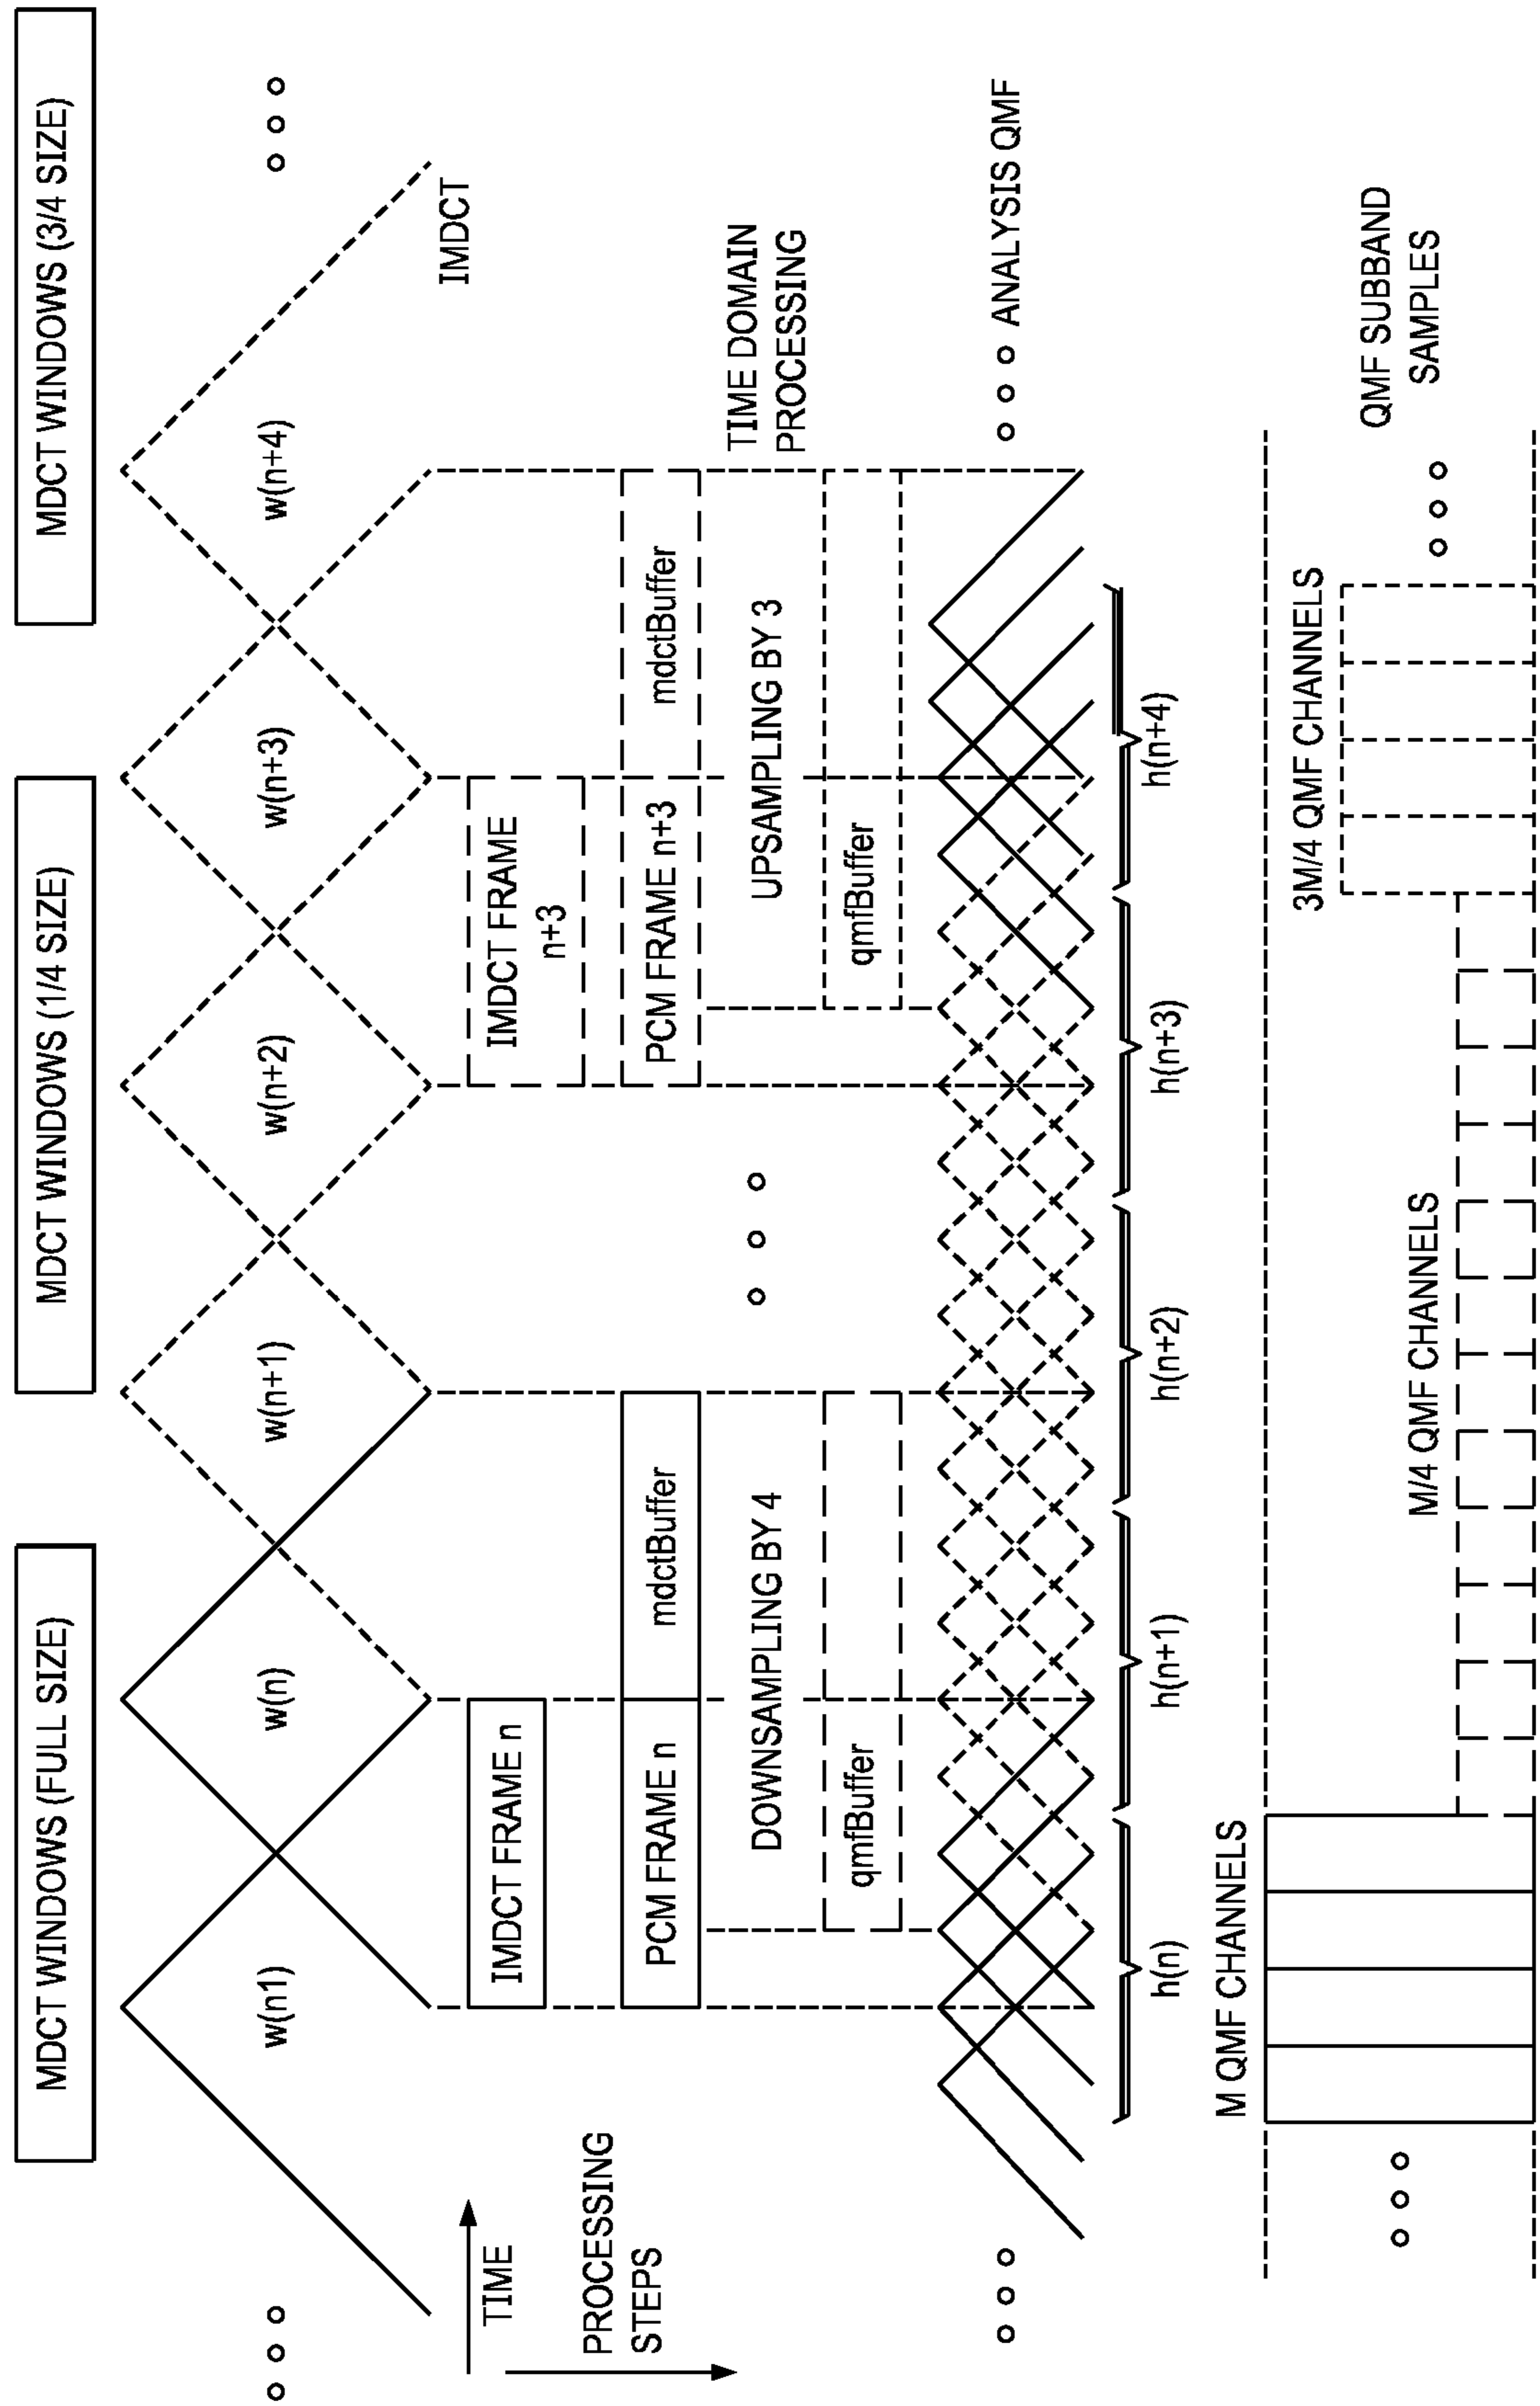 MDCT WINDOWS (FULL SIZE)
MDCT WINDOWS (1/4 SIZE)
MDCT WINDOWS (3/4 SIZE)
w(n1)
w(n)
w(n+1)
w(n+2)
w(n+3)
w(n+4)
IMDCT
TIME
PROCESSING
STEPS
IMDCT FRAME n
IMDCT FRAME
n+3
PCM FRAME n
mdctBuffer
PCM FRAME n+3
mdctBuffer
DOWNSAMPLING BY 4
UPSAMPLING BY 3
TIME DOMAIN
PROCESSING
qmfBuffer
qmfBuffer
ANALYSIS QMF
h(n)
h(n+1)
h(n+2)
h(n+3)
h(n+4)
M QMF CHANNELS
M/4 QMF CHANNELS
3M/4 QMF CHANNELS
QMF SUBBAND
SAMPLES